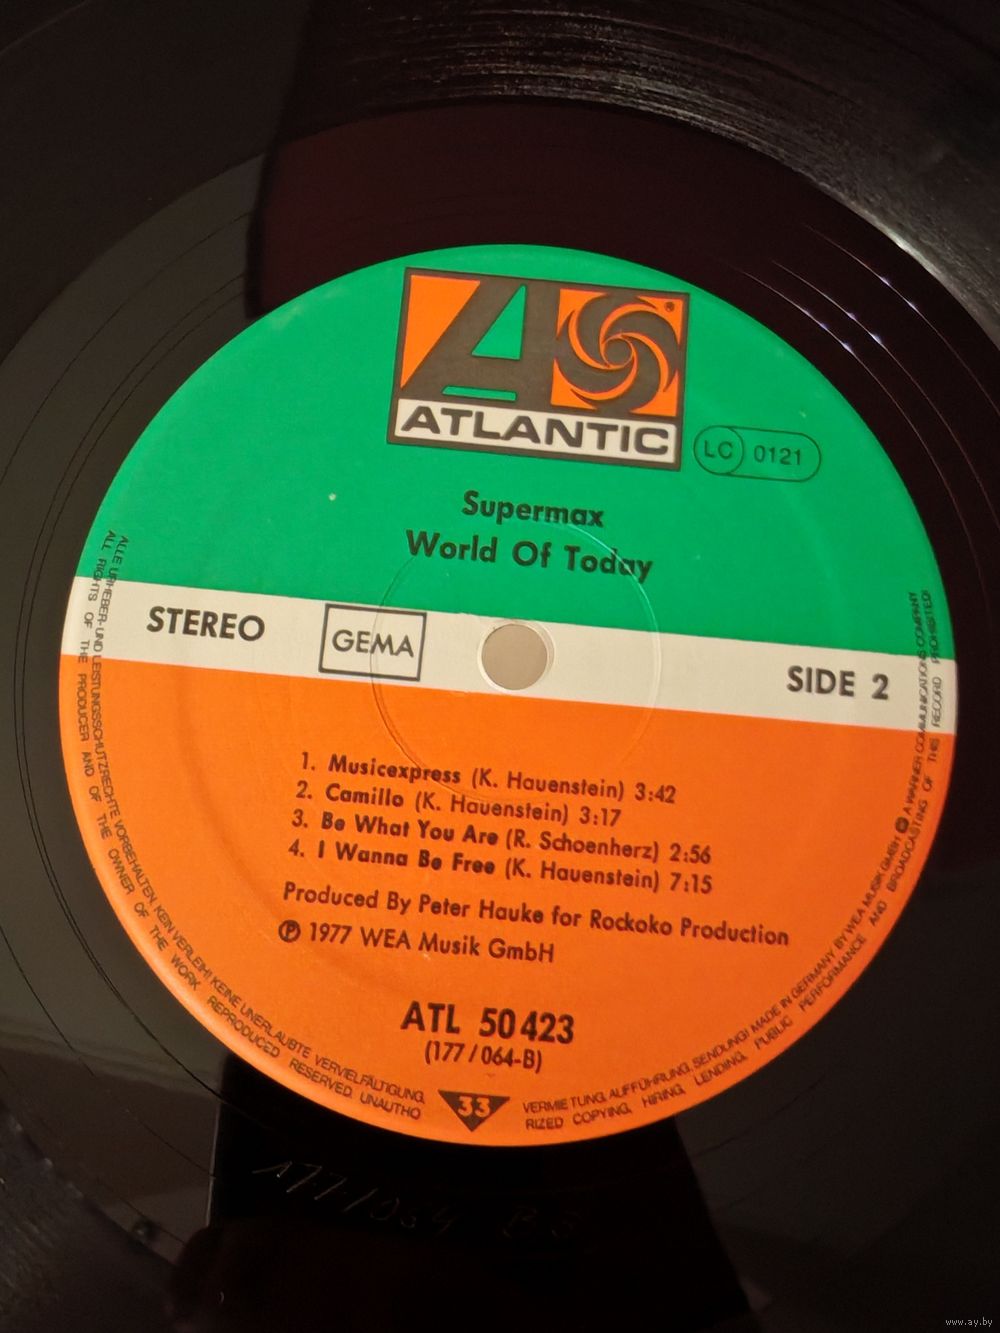 ATLANTIC
®
LC 0121
Supermax
World Of Today
STEREO
GEMA
SIDE 2
1. Musicexpress (K. Hauenstein) 3:42
2. Camillo (K. Hauenstein) 3:17
3. Be What You Are (R. Schoenherz) 2:56
4. I Wanna Be Free (K. Hauenstein) 7:15
Produced By Peter Hauke for Rockoko Production
℗ 1977 WEA Musik GmbH
ATL 50 423
(177 / 064-B)
33
ALLE URHEBER- UND LEISTUNGSSCHUTZRECHTE VORBEHALTEN. KEIN VERLEIH! KEINE UNERLAUBTE VERVIELFÄLTIGUNG,
VERMIETUNG, AUFFÜHRUNG, SENDUNG! MADE IN GERMANY BY WEA MUSIK GMBH A WARNER COMMUNICATIONS COMPANY
ALL RIGHTS OF THE PRODUCER AND OF THE OWNER OF THE WORK REPRODUCED RESERVED. UNAUTHO
RIZED COPYING, HIRING, LENDING, PUBLIC PERFORMANCE AND BROADCASTING OF THIS RECORD PROHIBITED!
www.ay.by